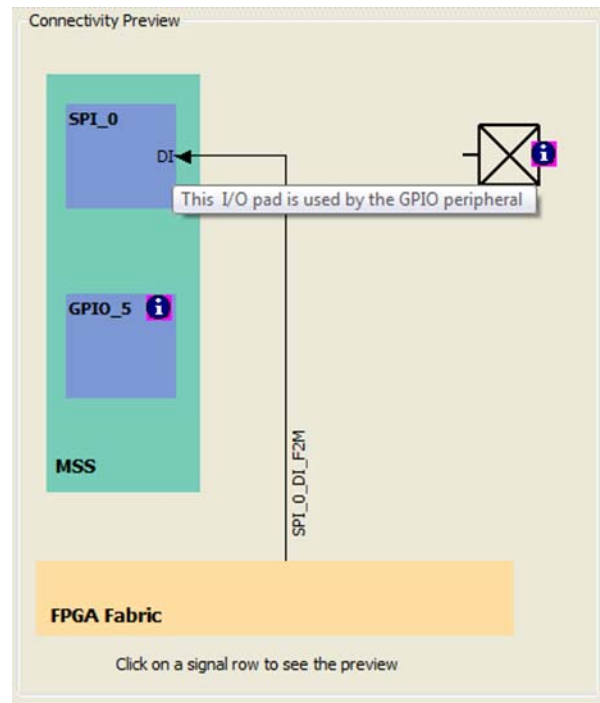 Connectivity Preview
SPI_0
DI
This I/O pad is used by the GPIO peripheral
GPIO_5
MSS
SPI_0_DI_F2M
FPGA Fabric
Click on a signal row to see the preview